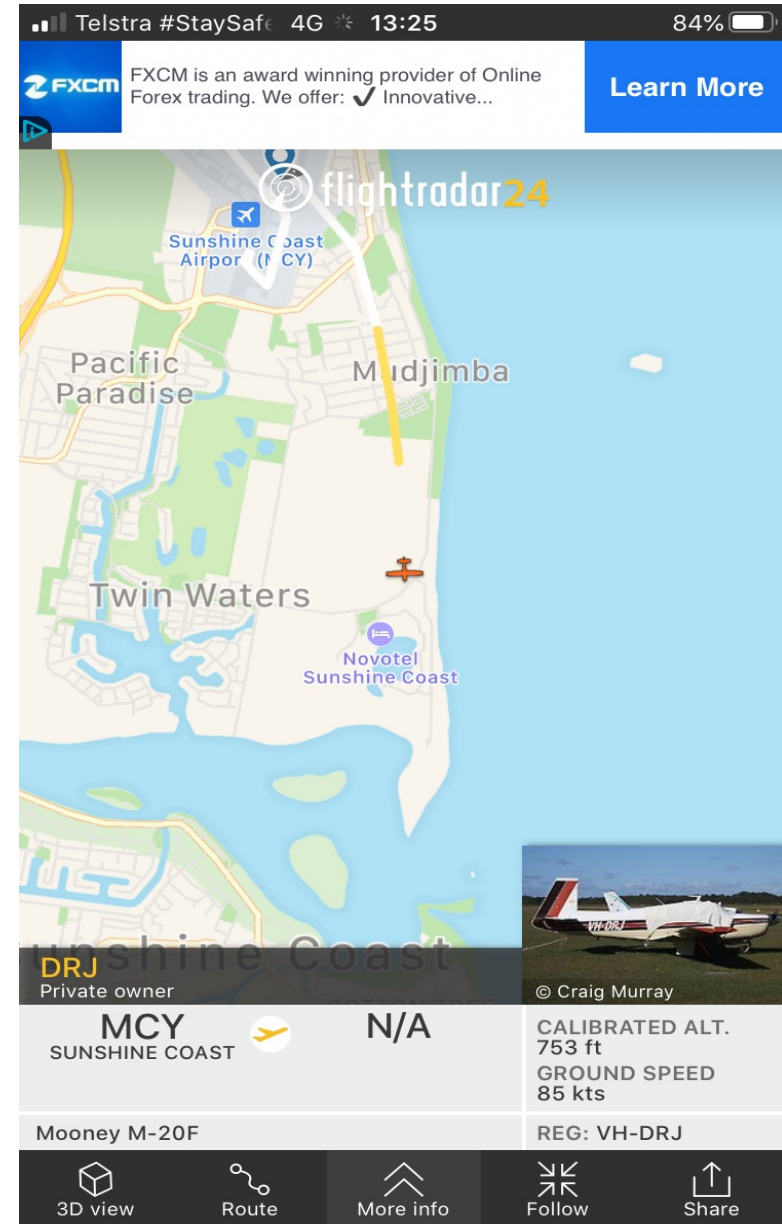 Telstra #StaySafe 4G 13:25 84%
FXCM
FXCM is an award winning provider of Online
Forex trading. We offer: ✓ Innovative...
Learn More
flightradar24
Sunshine Coast
Airport (MCY)
Pacific
Paradise
Mudjimba
Twin Waters
Novotel
Sunshine Coast
Sunshine Coast
COTTON TREE
VH-DRJ
DRJ
Private owner
© Craig Murray
MCY
SUNSHINE COAST
N/A
CALIBRATED ALT.
753 ft
GROUND SPEED
85 kts
Mooney M-20F
REG: VH-DRJ
3D view
Route
More info
Follow
Share